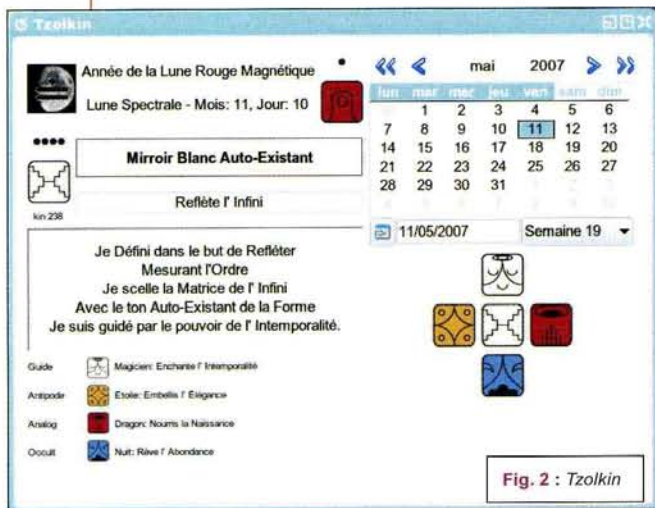 Tzolkin
Année de la Lune Rouge Magnétique
Lune Spectrale - Mois: 11, Jour: 10
Mirroir Blanc Auto-Existant
Reflète l' Infini
kin 238
Je Défini dans le but de Refléter
Mesurant l'Ordre
Je scelle la Matrice de l' Infini
Avec le ton Auto-Existant de la Forme
Je suis guidé par le pouvoir de l' Intemporalité.
Guide Magicien: Enchante l' Intemporalité
Antipode Etoile: Embellis l' Élégance
Analog Dragon: Nourris la Naissance
Occult Nuit: Rêve l' Abondance
mai 2007
lun mar mer jeu ven sam dim
1 2 3 4 5 6
7 8 9 10 11 12 13
14 15 16 17 18 19 20
21 22 23 24 25 26 27
28 29 30 31
11/05/2007 Semaine 19
Fig. 2 : Tzolkin